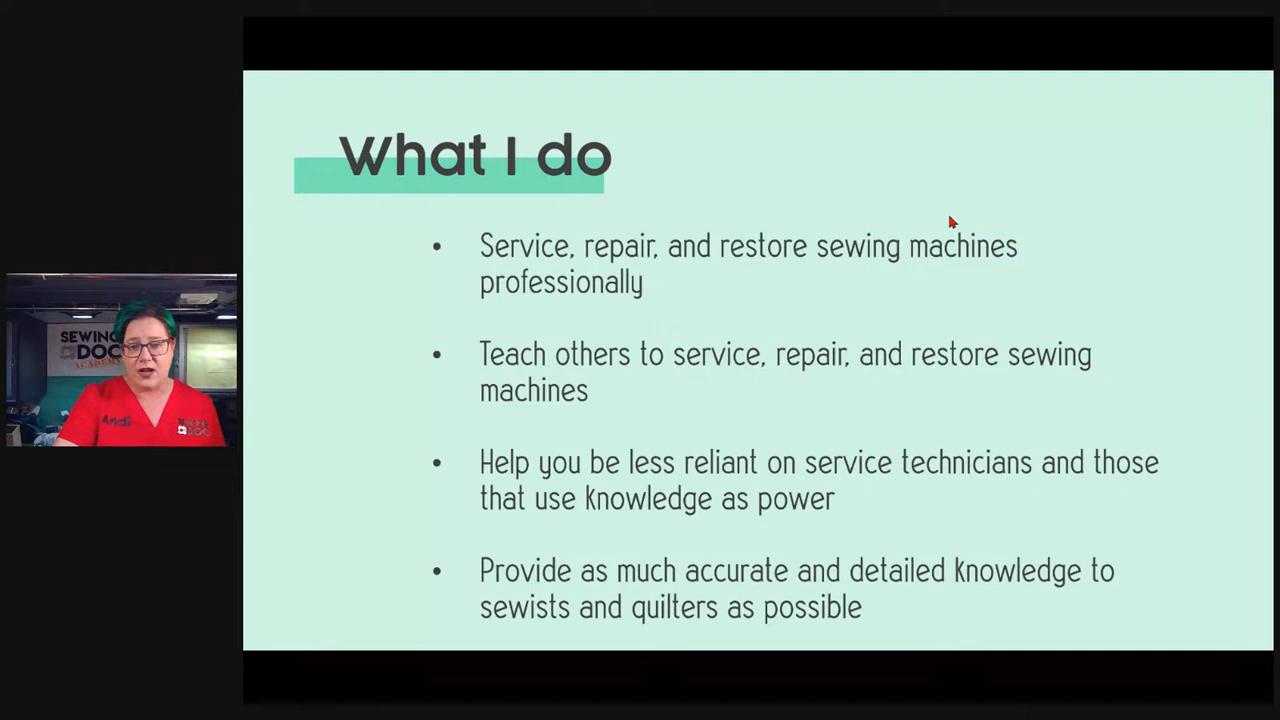 What I do
• Service, repair, and restore sewing machines
professionally
• Teach others to service, repair, and restore sewing
machines
• Help you be less reliant on service technicians and those
that use knowledge as power
• Provide as much accurate and detailed knowledge to
sewists and quilters as possible
SEWING
DOC
ACADEMY
Andi
DOC